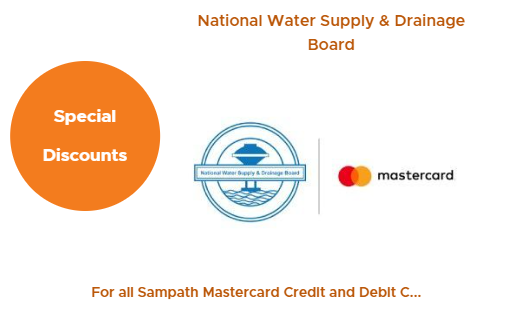 National Water Supply & Drainage
Board
Special
Discounts
National Water Supply & Drainage Board
mastercard
For all Sampath Mastercard Credit and Debit C...